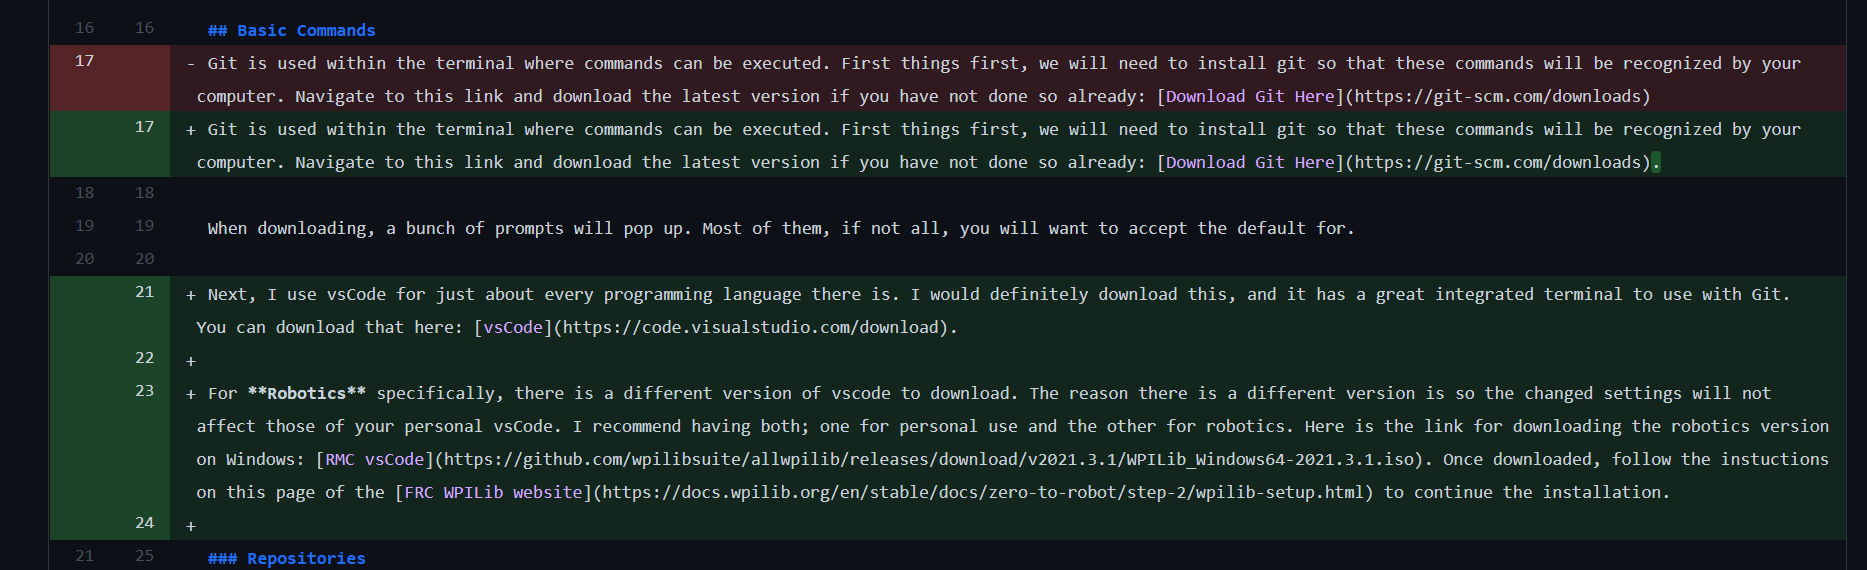 16 16 ## Basic Commands
17 - Git is used within the terminal where commands can be executed. First things first, we will need to install git so that these commands will be recognized by your
computer. Navigate to this link and download the latest version if you have not done so already: [Download Git Here](https://git-scm.com/downloads)
17 + Git is used within the terminal where commands can be executed. First things first, we will need to install git so that these commands will be recognized by your
computer. Navigate to this link and download the latest version if you have not done so already: [Download Git Here](https://git-scm.com/downloads).
18 18
19 19 When downloading, a bunch of prompts will pop up. Most of them, if not all, you will want to accept the default for.
20 20
21 + Next, I use vsCode for just about every programming language there is. I would definitely download this, and it has a great integrated terminal to use with Git.
You can download that here: [vsCode](https://code.visualstudio.com/download).
22 +
23 + For **Robotics** specifically, there is a different version of vscode to download. The reason there is a different version is so the changed settings will not
affect those of your personal vsCode. I recommend having both; one for personal use and the other for robotics. Here is the link for downloading the robotics version
on Windows: [RMC vsCode](https://github.com/wpilibsuite/allwpilib/releases/download/v2021.3.1/WPILib_Windows64-2021.3.1.iso). Once downloaded, follow the instuctions
on this page of the [FRC WPILib website](https://docs.wpilib.org/en/stable/docs/zero-to-robot/step-2/wpilib-setup.html) to continue the installation.
24 +
21 25 ### Repositories